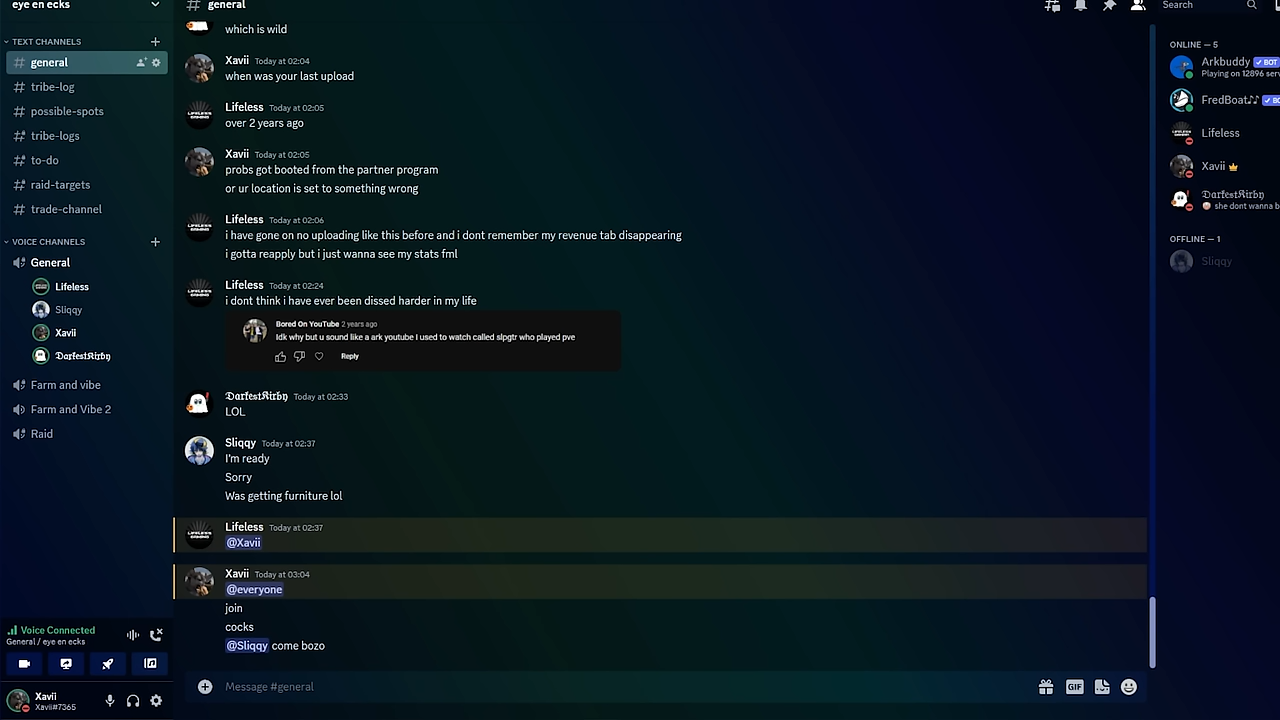 eye en ecks
general
Search
TEXT CHANNELS
general
tribe-log
possible-spots
tribe-logs
to-do
raid-targets
trade-channel
VOICE CHANNELS
General
Lifeless
Sliqqy
Xavii
DarkestKirby
Farm and vibe
Farm and Vibe 2
Raid
Voice Connected
General / eye en ecks
Xavii
Xavii#7365
which is wild
Xavii Today at 02:04
when was your last upload
Lifeless Today at 02:05
over 2 years ago
Xavii Today at 02:05
probs got booted from the partner program
or ur location is set to something wrong
Lifeless Today at 02:06
i have gone on no uploading like this before and i dont remember my revenue tab disappearing
i gotta reapply but i just wanna see my stats fml
Lifeless Today at 02:24
i dont think i have ever been dissed harder in my life
Bored On YouTube 2 years ago
Idk why but u sound like a ark youtube I used to watch called slpgtr who played pve
Reply
DarkestKirby Today at 02:33
LOL
Sliqqy Today at 02:37
I'm ready
Sorry
Was getting furniture lol
Lifeless Today at 02:37
@Xavii
Xavii Today at 03:04
@everyone
join
cocks
@Sliqqy come bozo
Message #general
GIF
ONLINE — 5
Arkbuddy ✓ BOT
Playing on 12896 serv
FredBoat♪♪ ✓ BO
Lifeless
Xavii
DarkestKirby
she dont wanna b
OFFLINE — 1
Sliqqy